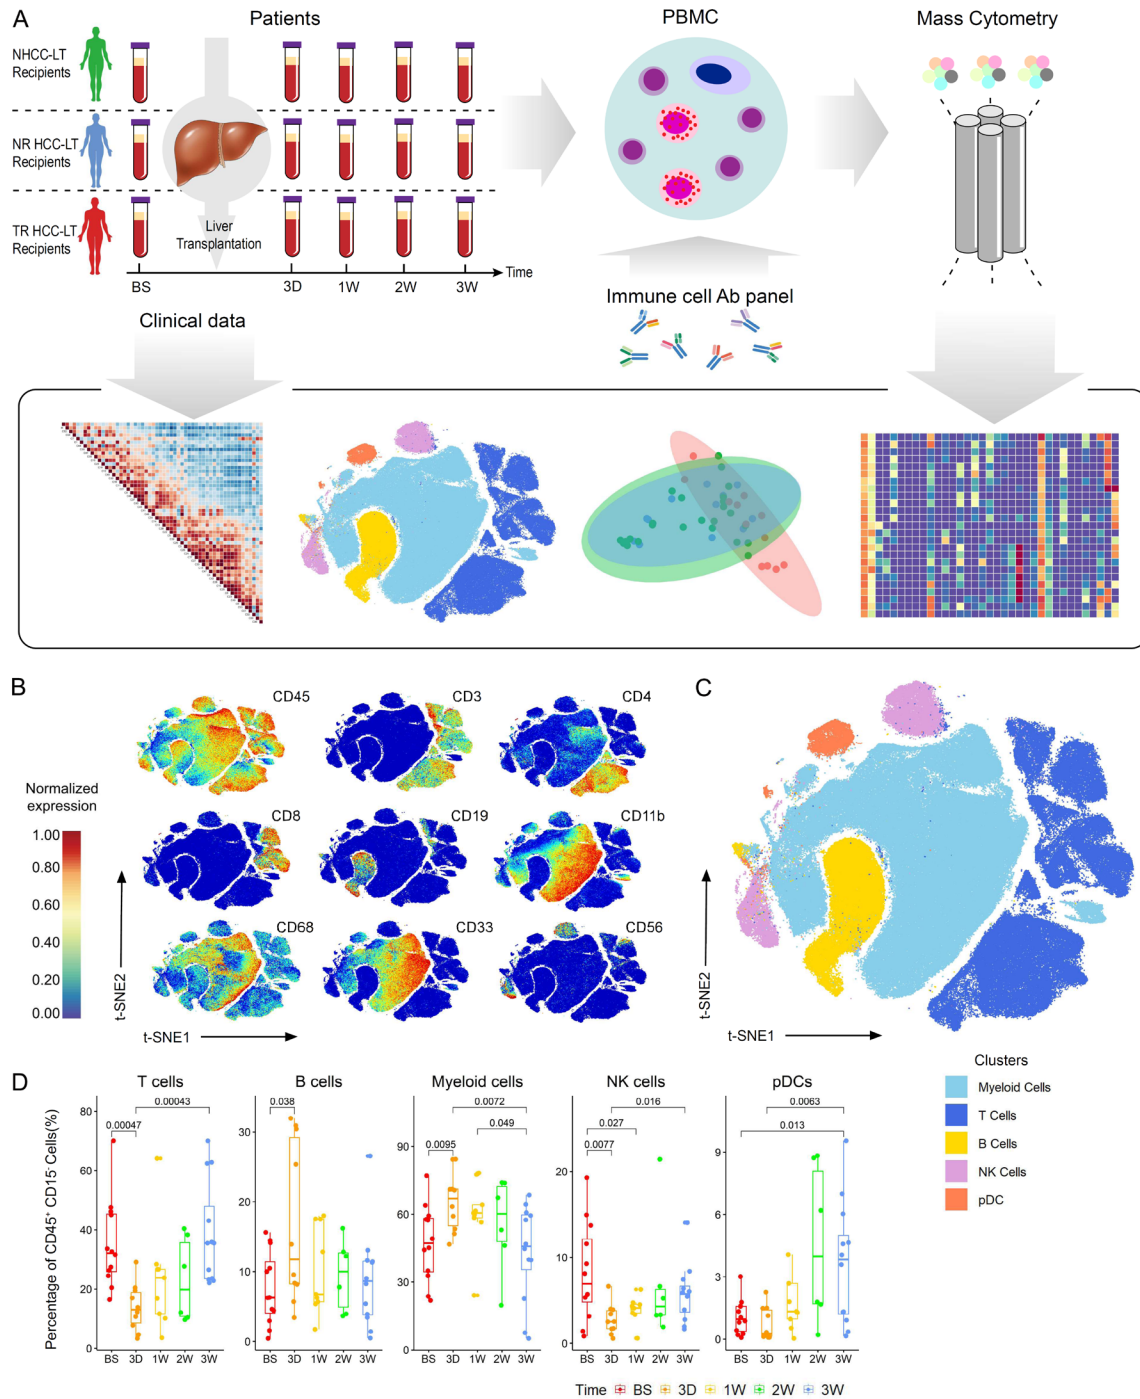 A
Patients
PBMC
Mass Cytometry
NHCC-LT
Recipients
NR HCC-LT
Recipients
TR HCC-LT
Recipients
Liver
Transplantation
Time
BS
3D
1W
2W
3W
Clinical data
Immune cell Ab panel
B
CD45
CD3
CD4
C
Normalized
expression
1.00
0.80
0.60
0.40
0.20
0.00
CD8
CD19
CD11b
CD68
CD33
CD56
t-SNE2
t-SNE1
t-SNE2
t-SNE1
Clusters
Myeloid Cells
T Cells
B Cells
NK Cells
pDC
D
Percentage of CD45⁺ CD15⁻Cells(%)
T cells
0.00043
0.00047
80
60
40
20
0
BS 3D 1W 2W 3W
B cells
0.038
30
20
10
0
BS 3D 1W 2W 3W
Myeloid cells
0.0072
0.049
0.0095
90
60
30
0
BS 3D 1W 2W 3W
NK cells
0.016
0.027
0.0077
20
10
0
BS 3D 1W 2W 3W
pDCs
0.0063
0.013
9
6
3
0
BS 3D 1W 2W 3W
Time BS 3D 1W 2W 3W